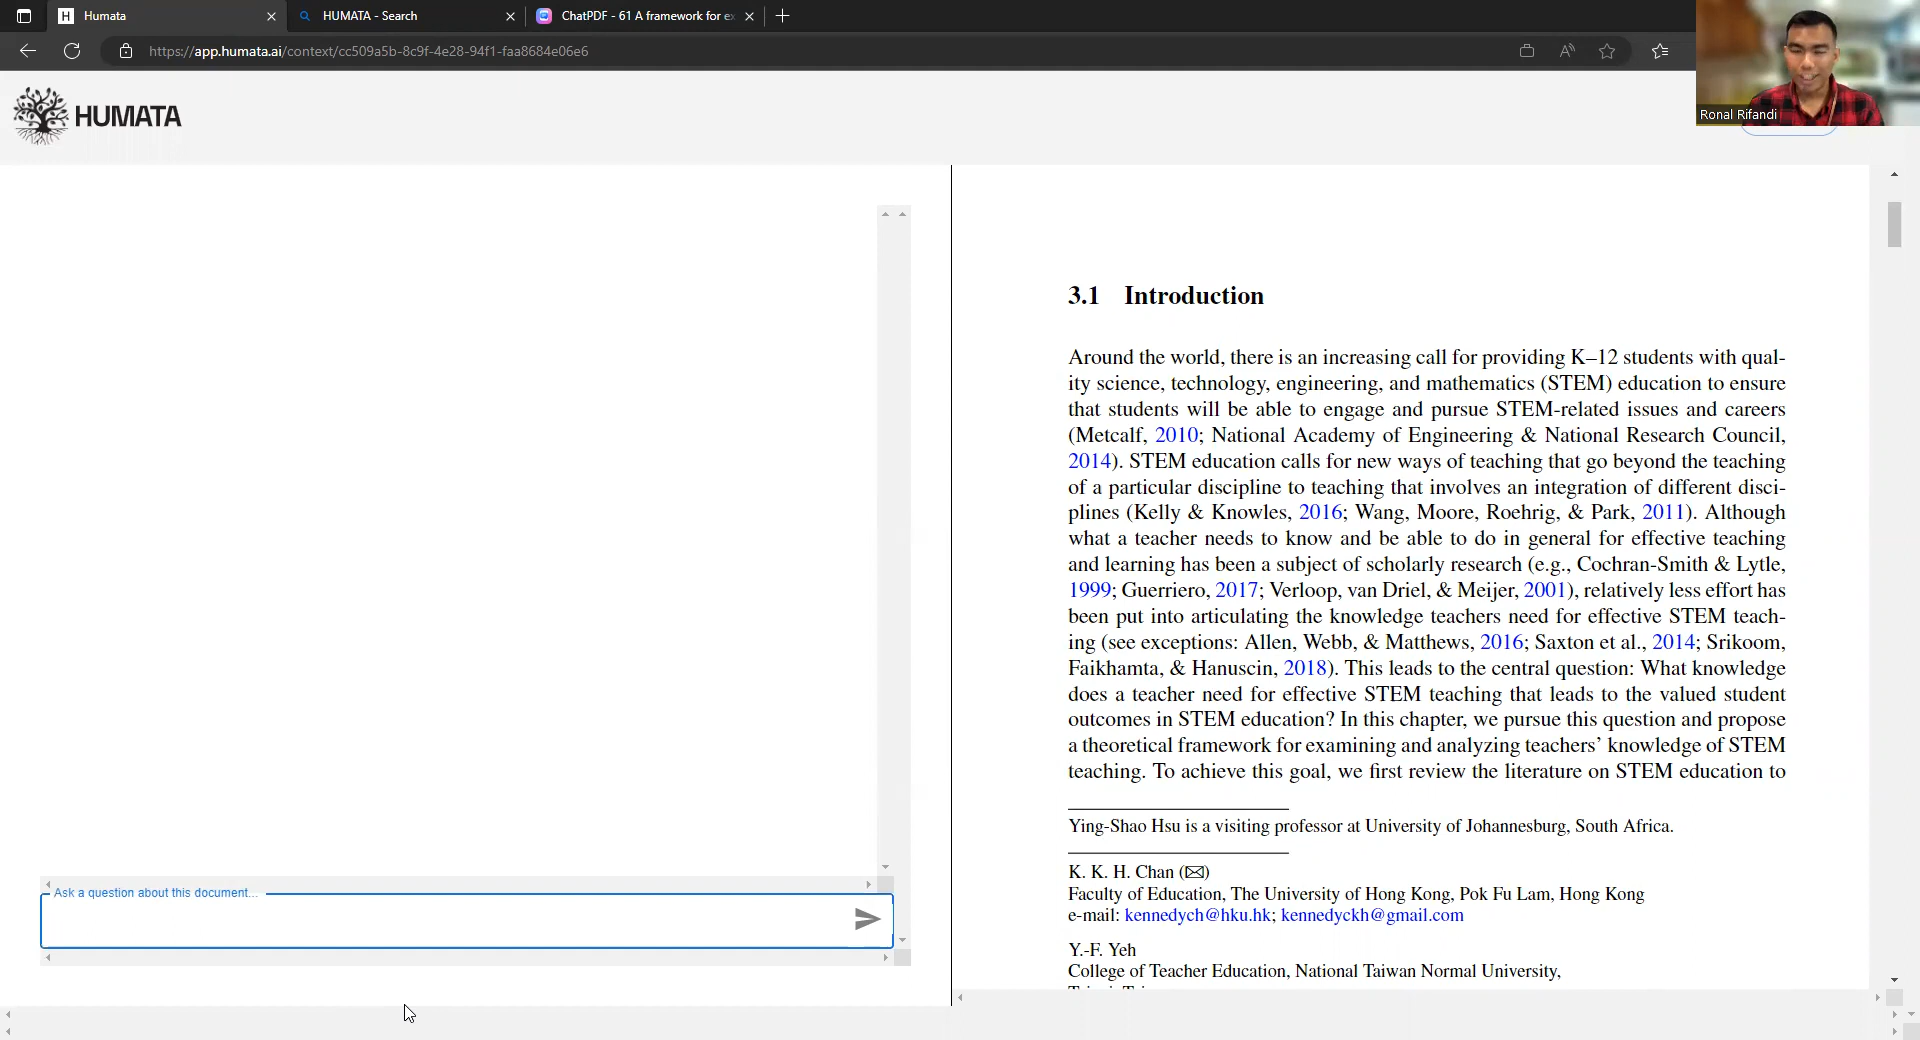 Humata
HUMATA - Search
ChatPDF - 61 A framework for ex
https://app.humata.ai/context/cc509a5b-8c9f-4e28-94f1-faa8684e06e6
Ronal Rifandi
HUMATA
Ask a question about this document...
3.1 Introduction
Around the world, there is an increasing call for providing K–12 students with qual-
ity science, technology, engineering, and mathematics (STEM) education to ensure
that students will be able to engage and pursue STEM-related issues and careers
(Metcalf, 2010; National Academy of Engineering & National Research Council,
2014). STEM education calls for new ways of teaching that go beyond the teaching
of a particular discipline to teaching that involves an integration of different disci-
plines (Kelly & Knowles, 2016; Wang, Moore, Roehrig, & Park, 2011). Although
what a teacher needs to know and be able to do in general for effective teaching
and learning has been a subject of scholarly research (e.g., Cochran-Smith & Lytle,
1999; Guerriero, 2017; Verloop, van Driel, & Meijer, 2001), relatively less effort has
been put into articulating the knowledge teachers need for effective STEM teach-
ing (see exceptions: Allen, Webb, & Matthews, 2016; Saxton et al., 2014; Srikoom,
Faikhamta, & Hanuscin, 2018). This leads to the central question: What knowledge
does a teacher need for effective STEM teaching that leads to the valued student
outcomes in STEM education? In this chapter, we pursue this question and propose
a theoretical framework for examining and analyzing teachers’ knowledge of STEM
teaching. To achieve this goal, we first review the literature on STEM education to
Ying-Shao Hsu is a visiting professor at University of Johannesburg, South Africa.
K. K. H. Chan (✉)
Faculty of Education, The University of Hong Kong, Pok Fu Lam, Hong Kong
e-mail: kennedych@hku.hk; kennedyckh@gmail.com
Y.-F. Yeh
College of Teacher Education, National Taiwan Normal University,